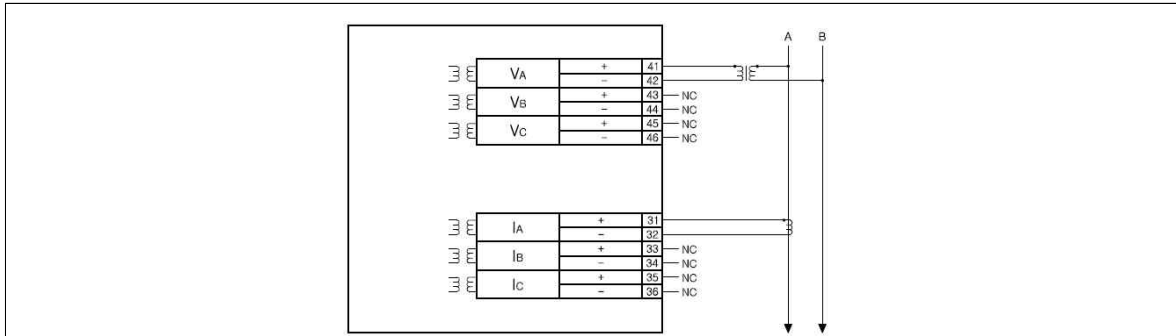 A B
VA + 41
− 42
VB + 43 NC
− 44 NC
VC + 45 NC
− 46 NC
IA + 31
− 32
IB + 33 NC
− 34 NC
IC + 35 NC
− 36 NC